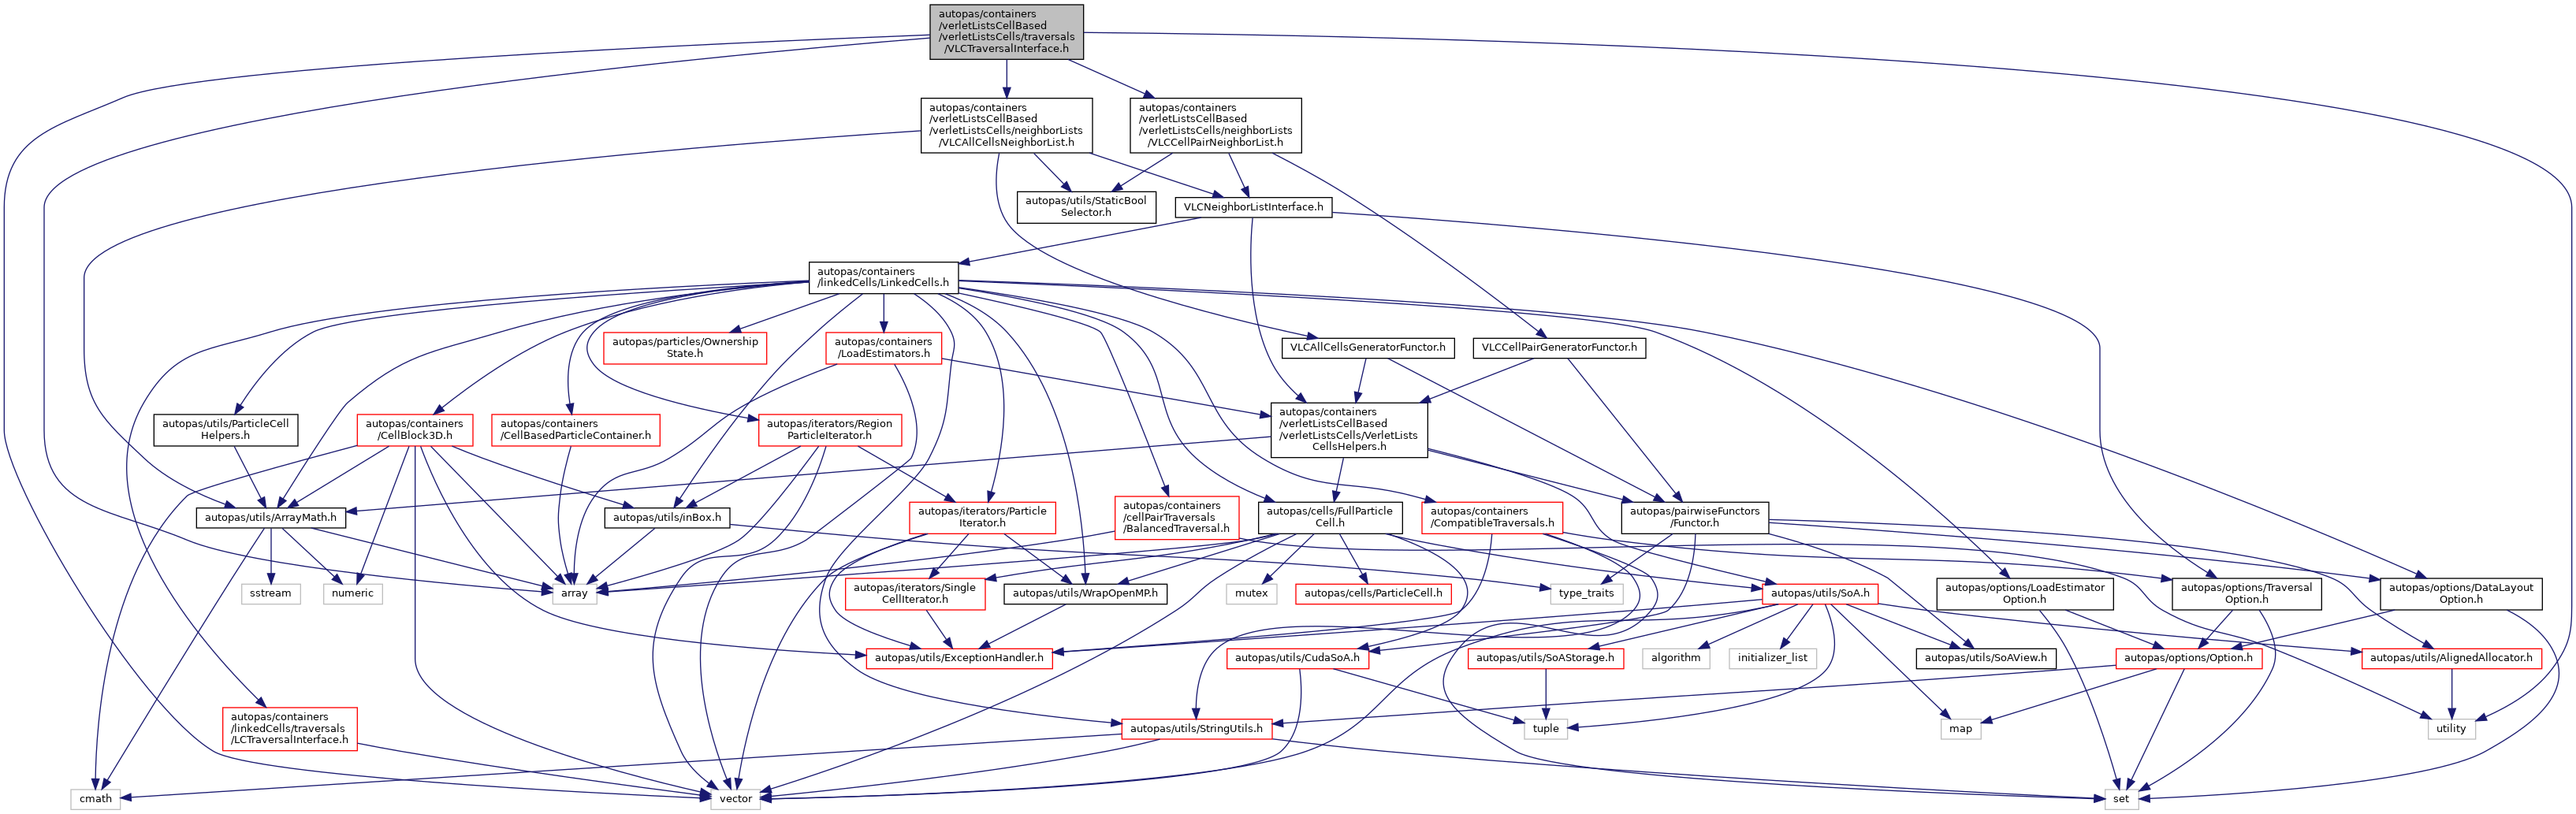 autopas/containers
/verletListsCellBased
/verletListsCells/traversals
/VLCTraversalInterface.h
autopas/containers
/verletListsCellBased
/verletListsCells/neighborLists
/VLCAllCellsNeighborList.h
autopas/containers
/verletListsCellBased
/verletListsCells/neighborLists
/VLCCellPairNeighborList.h
autopas/utils/StaticBool
Selector.h
VLCNeighborListInterface.h
autopas/containers
/linkedCells/LinkedCells.h
autopas/particles/Ownership
State.h
autopas/containers
/LoadEstimators.h
VLCAllCellsGeneratorFunctor.h
VLCCellPairGeneratorFunctor.h
autopas/utils/ParticleCell
Helpers.h
autopas/containers
/CellBlock3D.h
autopas/containers
/CellBasedParticleContainer.h
autopas/iterators/Region
ParticleIterator.h
autopas/containers
/verletListsCellBased
/verletListsCells/VerletLists
CellsHelpers.h
autopas/utils/ArrayMath.h
autopas/utils/inBox.h
autopas/iterators/Particle
Iterator.h
autopas/containers
/cellPairTraversals
/BalancedTraversal.h
autopas/cells/FullParticle
Cell.h
autopas/containers
/CompatibleTraversals.h
autopas/pairwiseFunctors
/Functor.h
sstream
numeric
array
autopas/iterators/Single
CellIterator.h
autopas/utils/WrapOpenMP.h
mutex
autopas/cells/ParticleCell.h
type_traits
autopas/utils/SoA.h
autopas/options/LoadEstimator
Option.h
autopas/options/Traversal
Option.h
autopas/options/DataLayout
Option.h
autopas/utils/ExceptionHandler.h
autopas/utils/CudaSoA.h
autopas/utils/SoAStorage.h
algorithm
initializer_list
autopas/utils/SoAView.h
autopas/options/Option.h
autopas/utils/AlignedAllocator.h
autopas/containers
/linkedCells/traversals
/LCTraversalInterface.h
autopas/utils/StringUtils.h
tuple
map
utility
cmath
vector
set